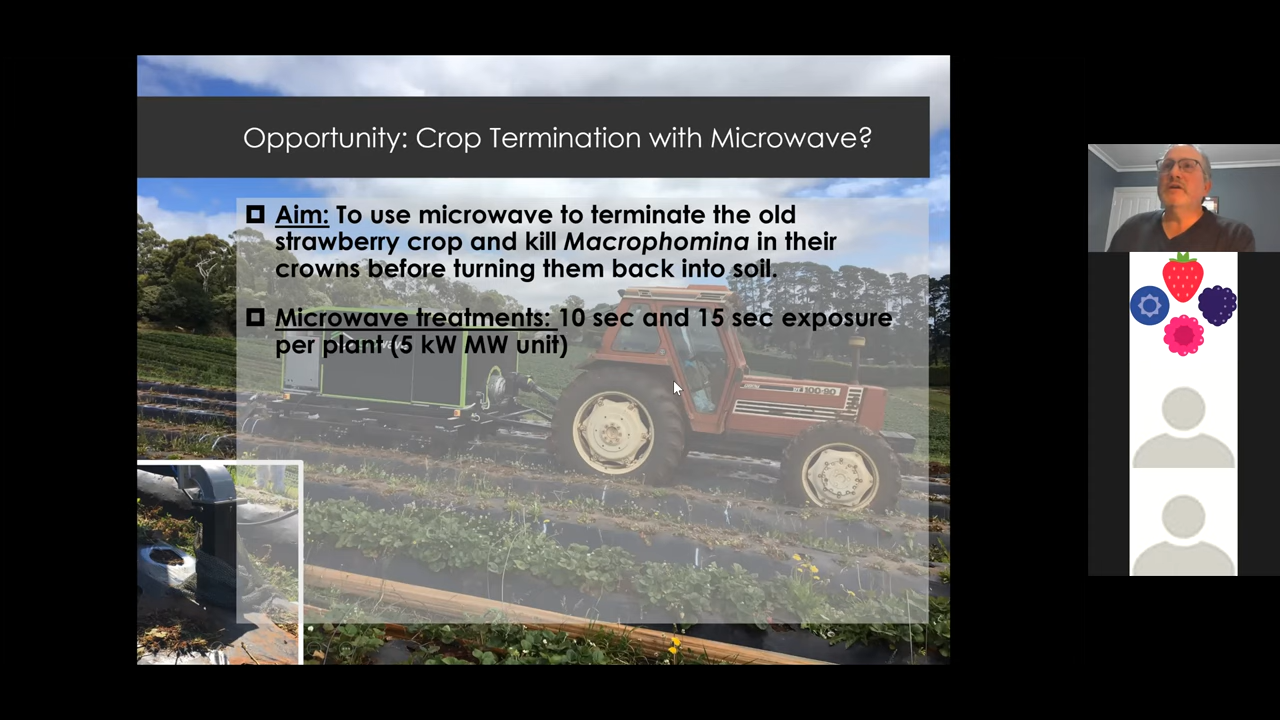 Opportunity: Crop Termination with Microwave?
Aim: To use microwave to terminate the old
strawberry crop and kill Macrophomina in their
crowns before turning them back into soil.
Microwave treatments: 10 sec and 15 sec exposure
per plant (5 kW MW unit)
100-90